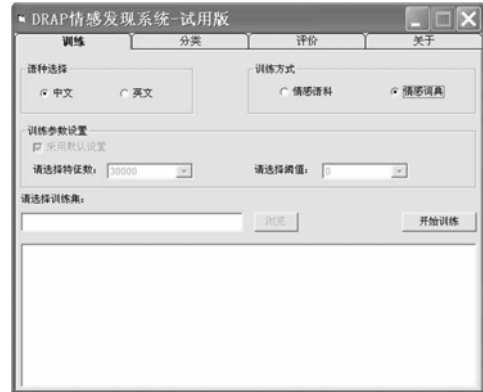 DRAP情感发现系统-试用版
训练 分类 评价 关于
语种选择 训练方式
中文 英文 情感语料 情感词典
训练参数设置
采用默认设置
请选择特征数： 30000 请选择阈值： 0
请选择训练集：
浏览 开始训练